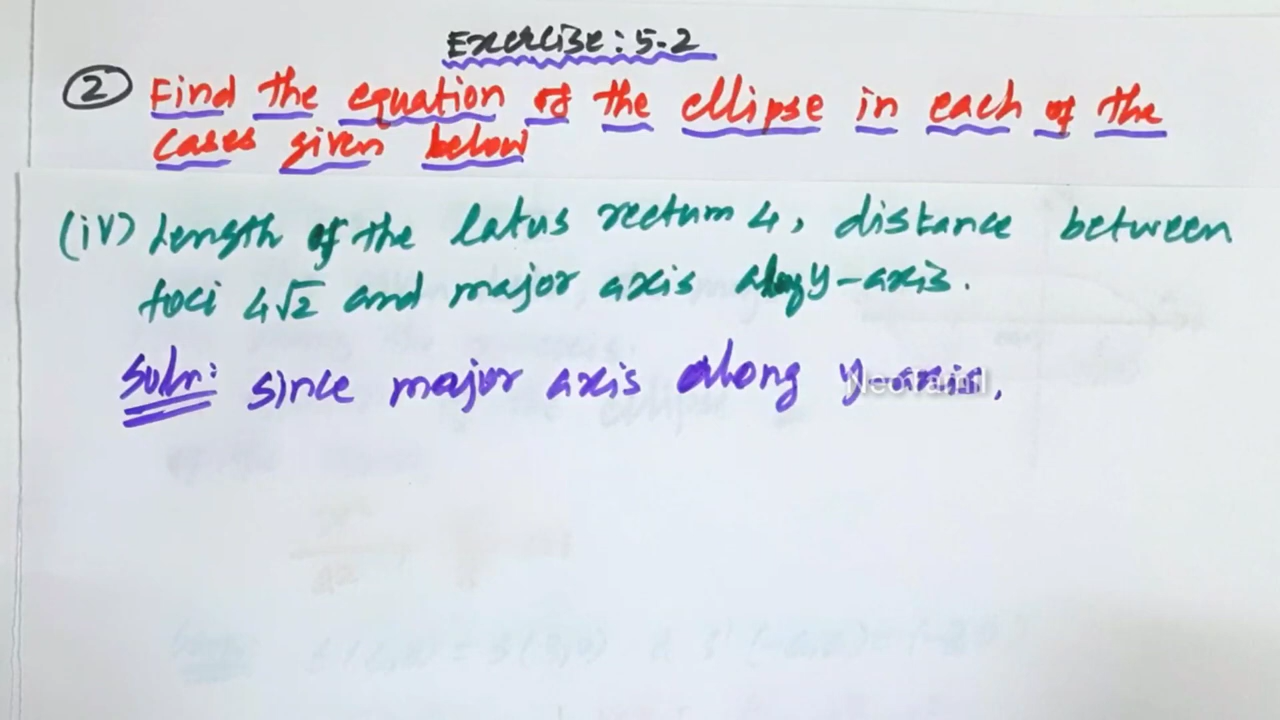 Exercise: 5.2
② Find the equation of the ellipse in each of the
cases given below
(iv) Length of the latus rectum 4, distance between
foci 4√2 and major axis along y-axis.
Soln: since major axis along y-axis,